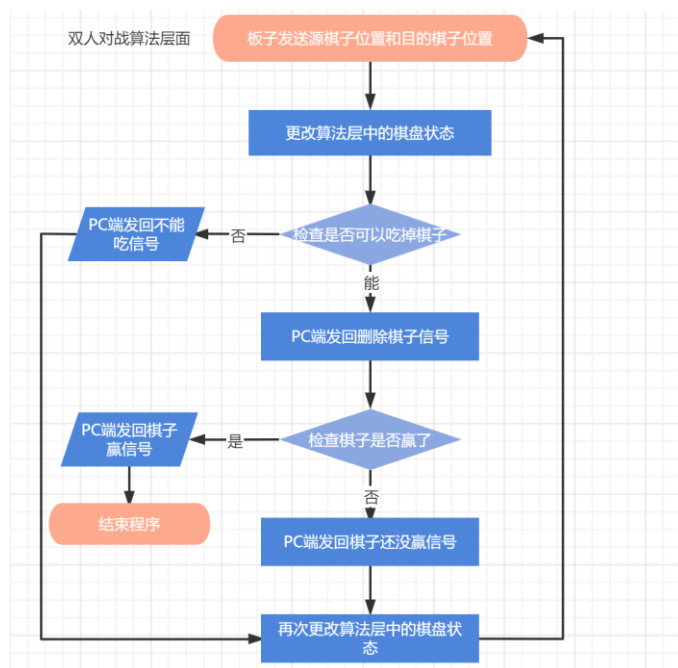 双人对战算法层面
板子发送源棋子位置和目的棋子位置
更改算法层中的棋盘状态
PC端发回不能
吃信号
否
检查是否可以吃掉棋子
能
PC端发回删除棋子信号
PC端发回棋子
赢信号
是
检查棋子是否赢了
否
结束程序
PC端发回棋子还没赢信号
再次更改算法层中的棋盘状
态